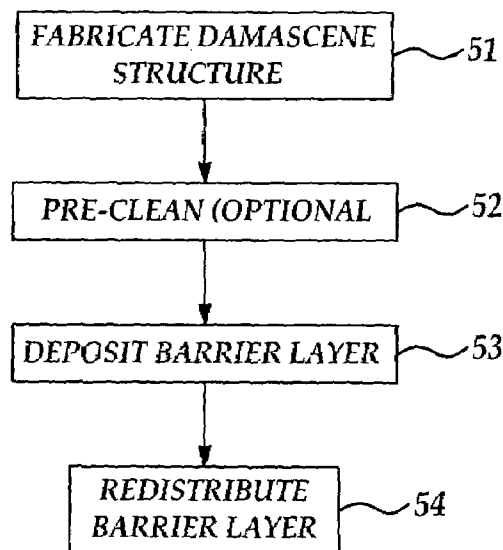 FABRICATE DAMASCENE
STRUCTURE
51
PRE-CLEAN (OPTIONAL
52
DEPOSIT BARRIER LAYER
53
REDISTRIBUTE
BARRIER LAYER
54